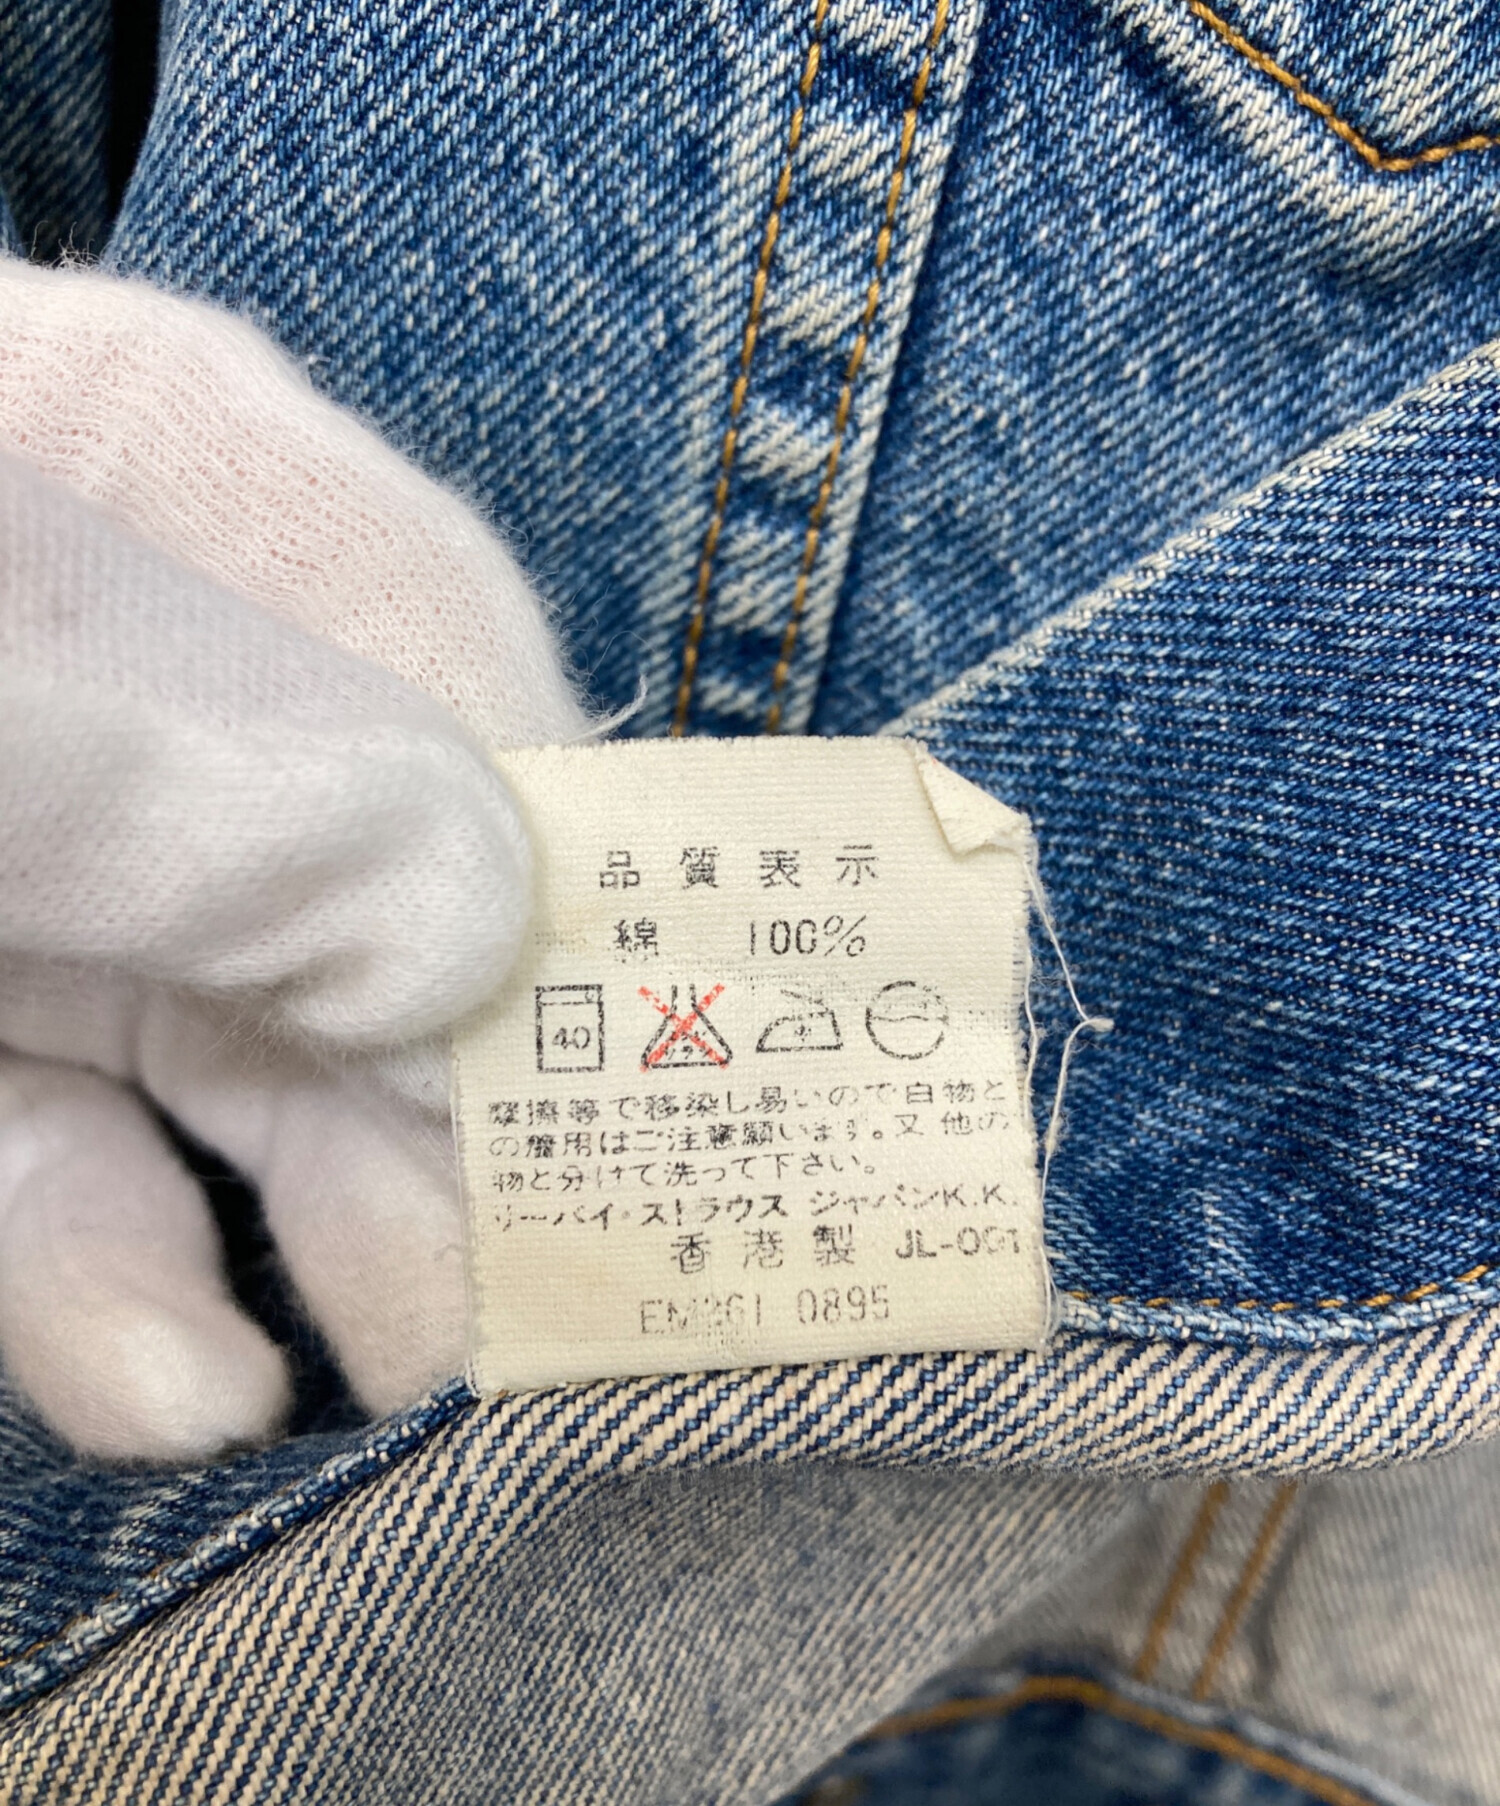 品質表示
綿 100%
40
摩擦等で移染し易いので白物と
の着用はご注意願います。又他の
物と分けて洗って下さい。
リーバイ・ストラウス ジャパンK.K.
香港製 JL-001
EM261 0895